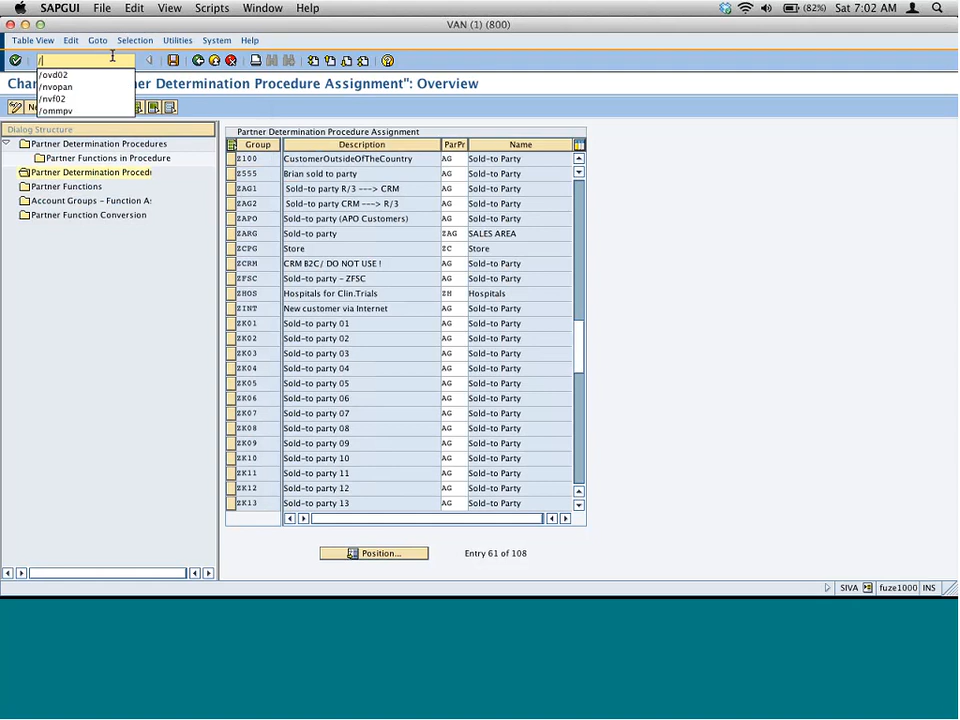 SAPGUI File Edit View Scripts Window Help (82%) Sat 7:02 AM
VAN (1) (800)
Table View Edit Goto Selection Utilities System Help
/
/ovd02
/nvopan
/nvf02
/ommpv
Cha rtner Determination Procedure Assignment": Overview
Ne
Dialog Structure
Partner Determination Procedures
Partner Functions in Procedure
Partner Determination Procedu
Partner Functions
Account Groups – Function As
Partner Function Conversion
Partner Determination Procedure Assignment
Group Description ParPr Name
Z100 CustomerOutsideOfTheCountry AG Sold-to Party
Z555 Brian sold to party AG Sold-to Party
ZAG1 Sold-to party R/3 ---> CRM AG Sold-to Party
ZAG2 Sold-to party CRM ---> R/3 AG Sold-to Party
ZAPO Sold-to party (APO Customers) AG Sold-to Party
ZARG Sold-to party ZAG SALES AREA
ZCPG Store ZC Store
ZCRM CRM B2C/ DO NOT USE ! AG Sold-to Party
ZFSC Sold-to party – ZFSC AG Sold-to Party
ZHOS Hospitals for Clin.Trials ZH Hospitals
ZINT New customer via Internet AG Sold-to Party
ZK01 Sold-to party 01 AG Sold-to Party
ZK02 Sold-to party 02 AG Sold-to Party
ZK03 Sold-to party 03 AG Sold-to Party
ZK04 Sold-to party 04 AG Sold-to Party
ZK05 Sold-to party 05 AG Sold-to Party
ZK06 Sold-to party 06 AG Sold-to Party
ZK07 Sold-to party 07 AG Sold-to Party
ZK08 Sold-to party 08 AG Sold-to Party
ZK09 Sold-to party 09 AG Sold-to Party
ZK10 Sold-to party 10 AG Sold-to Party
ZK11 Sold-to party 11 AG Sold-to Party
ZK12 Sold-to party 12 AG Sold-to Party
ZK13 Sold-to party 13 AG Sold-to Party
Position... Entry 61 of 108
SIVA fuze1000 INS